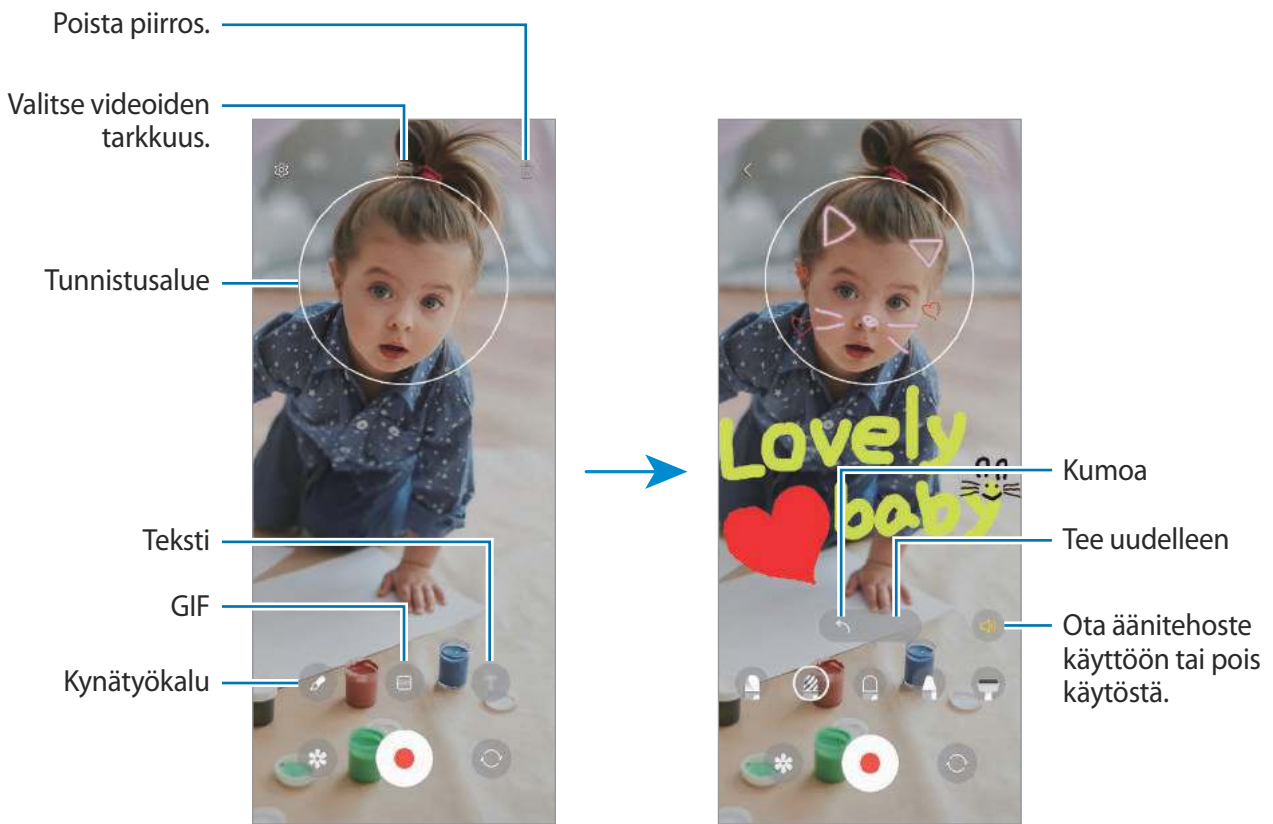 Poista piirros.
Valitse videoiden
tarkkuus.
Tunnistusalue
Teksti
GIF
Kynätyökalu
Lovely
baby
Kumoa
Tee uudelleen
Ota äänitehoste
käyttöön tai pois
käytöstä.